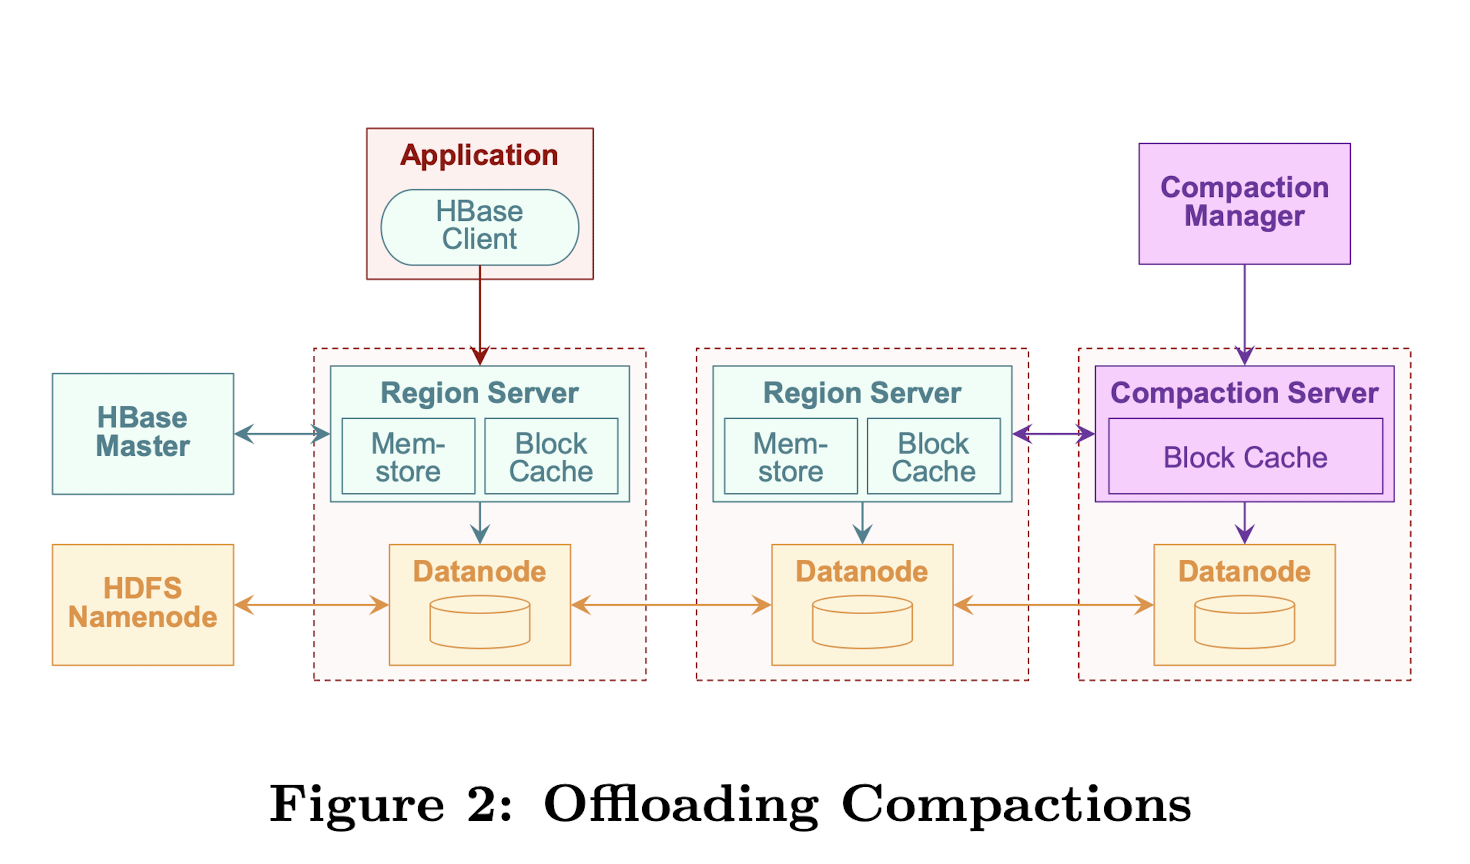 Application
HBase
Client
Compaction
Manager
HBase
Master
Region Server
Mem-
store
Block
Cache
Region Server
Mem-
store
Block
Cache
Compaction Server
Block Cache
HDFS
Namenode
Datanode
Datanode
Datanode
Figure 2: Offloading Compactions